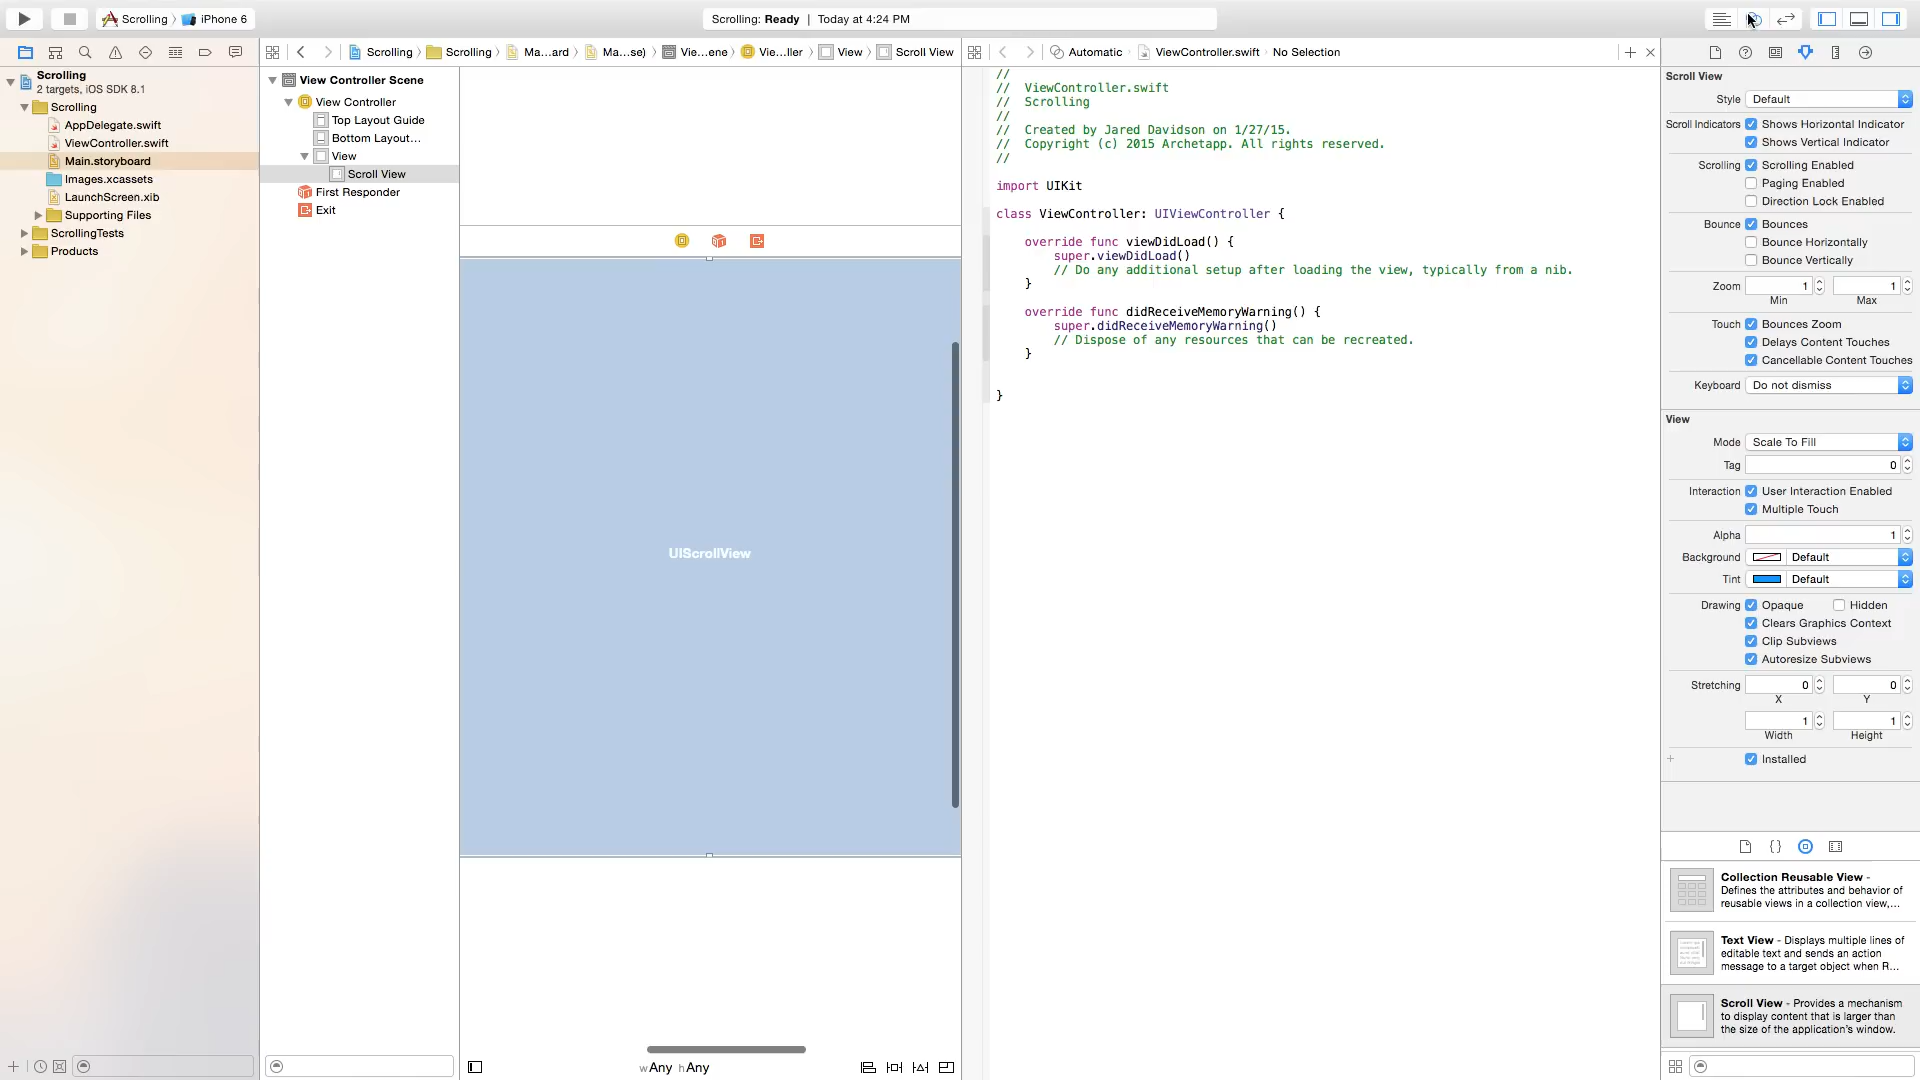 Scrolling
iPhone 6
Scrolling: Ready | Today at 4:24 PM
Scrolling
Scrolling
Ma...ard
Ma...se)
Vie...ene
Vie...ller
View
Scroll View
Automatic
ViewController.swift
No Selection
Scrolling
2 targets, iOS SDK 8.1
Scrolling
AppDelegate.swift
ViewController.swift
Main.storyboard
Images.xcassets
LaunchScreen.xib
Supporting Files
ScrollingTests
Products
View Controller Scene
View Controller
Top Layout Guide
Bottom Layout...
View
Scroll View
First Responder
Exit
UIScrollView
wAny hAny
//
// ViewController.swift
// Scrolling
//
// Created by Jared Davidson on 1/27/15.
// Copyright (c) 2015 Archetapp. All rights reserved.
//
import UIKit
class ViewController: UIViewController {
override func viewDidLoad() {
super.viewDidLoad()
// Do any additional setup after loading the view, typically from a nib.
}
override func didReceiveMemoryWarning() {
super.didReceiveMemoryWarning()
// Dispose of any resources that can be recreated.
}
}
Scroll View
Style Default
Scroll Indicators Shows Horizontal Indicator
Shows Vertical Indicator
Scrolling Scrolling Enabled
Paging Enabled
Direction Lock Enabled
Bounce Bounces
Bounce Horizontally
Bounce Vertically
Zoom 1 1
Min Max
Touch Bounces Zoom
Delays Content Touches
Cancellable Content Touches
Keyboard Do not dismiss
View
Mode Scale To Fill
Tag 0
Interaction User Interaction Enabled
Multiple Touch
Alpha 1
Background Default
Tint Default
Drawing Opaque Hidden
Clears Graphics Context
Clip Subviews
Autoresize Subviews
Stretching 0 0
X Y
1 1
Width Height
+ Installed
{ }
Collection Reusable View -
Defines the attributes and behavior of
reusable views in a collection view,...
Text View - Displays multiple lines of
editable text and sends an action
message to a target object when R...
Scroll View - Provides a mechanism
to display content that is larger than
the size of the application's window.